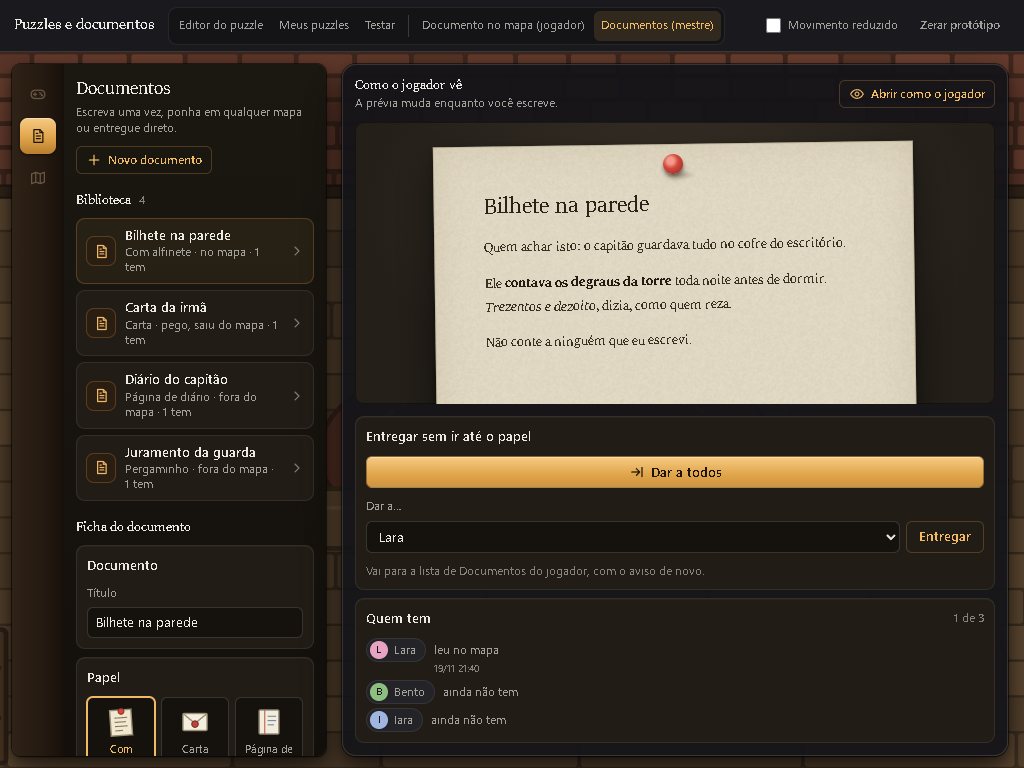 Puzzles e documentos
Editor do puzzle
Meus puzzles
Testar
Documento no mapa (jogador)
Documentos (mestre)
Movimento reduzido
Zerar protótipo
Documentos
Escreva uma vez, ponha em qualquer mapa
ou entregue direto.
Novo documento
Biblioteca 4
Bilhete na parede
Com alfinete · no mapa · 1
tem
Carta da irmã
Carta · pego, saiu do mapa · 1
tem
Diário do capitão
Página de diário · fora do
mapa · 1 tem
Juramento da guarda
Pergaminho · fora do mapa ·
1 tem
Ficha do documento
Documento
Título
Bilhete na parede
Papel
Com
Carta
Página de
Como o jogador vê
A prévia muda enquanto você escreve.
Abrir como o jogador
Bilhete na parede
Quem achar isto: o capitão guardava tudo no cofre do escritório.
Ele contava os degraus da torre toda noite antes de dormir.
Trezentos e dezoito, dizia, como quem reza.
Não conte a ninguém que eu escrevi.
Entregar sem ir até o papel
Dar a todos
Dar a...
Lara
Entregar
Vai para a lista de Documentos do jogador, com o aviso de novo.
Quem tem
1 de 3
L Lara leu no mapa
19/11 21:40
B Bento ainda não tem
I Iara ainda não tem